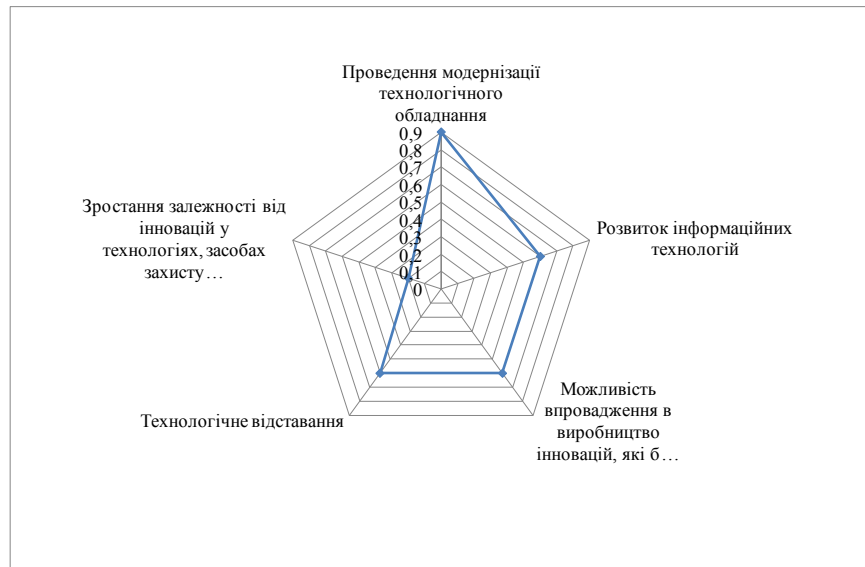 Проведення модернізації
технологічного
обладнання
0,9
0,8
0,7
0,6
0,5
0,4
0,3
0,2
0,1
0
Розвиток інформаційних
технологій
Можливість
впровадження в
виробництво
інновацій, які б…
Технологічне відставання
Зростання залежності від
інновацій у
технологіях, засобах
захисту…